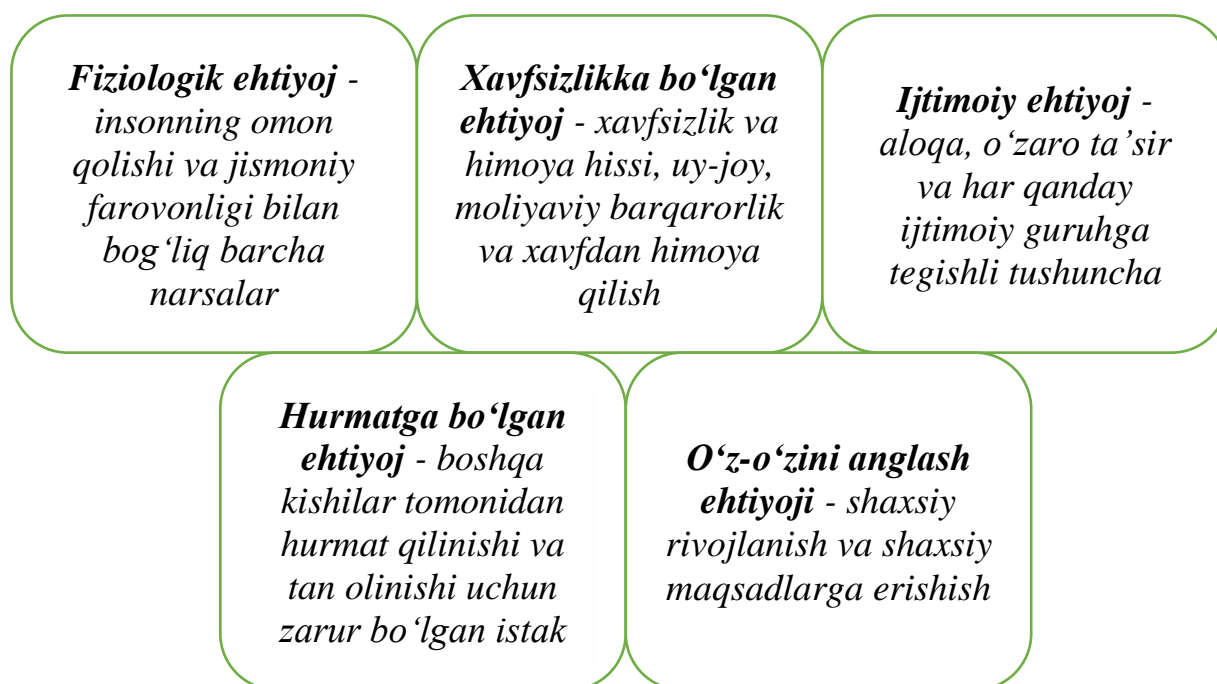 Fiziologik ehtiyoj -
insonning omon
qolishi va jismoniy
farovonligi bilan
bog‘liq barcha
narsalar
Xavfsizlikka bo‘lgan
ehtiyoj - xavfsizlik va
himoya hissi, uy-joy,
moliyaviy barqarorlik
va xavfdan himoya
qilish
Ijtimoiy ehtiyoj -
aloqa, o‘zaro ta’sir
va har qanday
ijtimoiy guruhga
tegishli tushuncha
Hurmatga bo‘lgan
ehtiyoj - boshqa
kishilar tomonidan
hurmat qilinishi va
tan olinishi uchun
zarur bo‘lgan istak
O‘z-o‘zini anglash
ehtiyoji - shaxsiy
rivojlanish va shaxsiy
maqsadlarga erishish